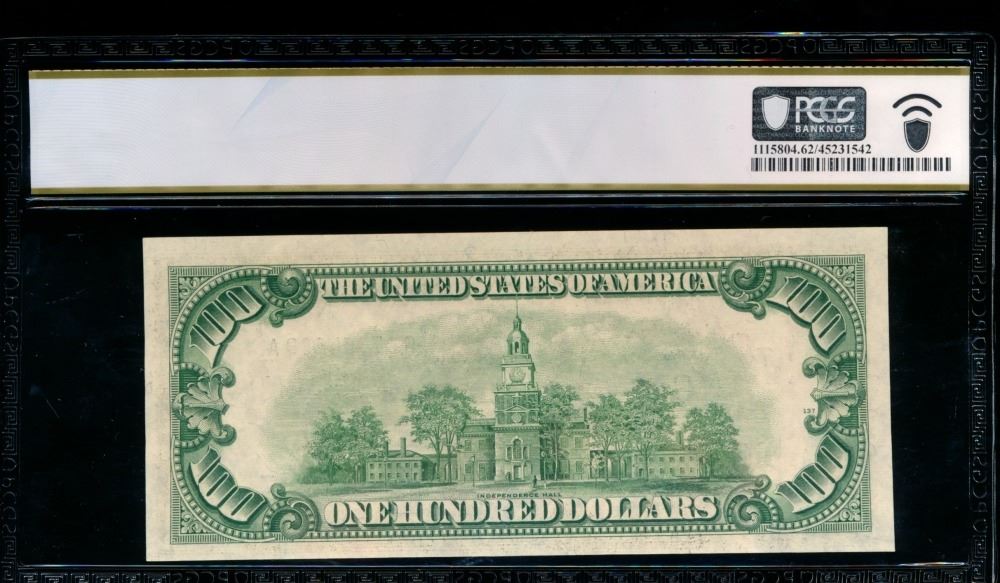 PCGS
BANKNOTE
1115804.62/45231542
THE UNITED STATES OF AMERICA
100
100
137
INDEPENDENCE HALL
100
100
ONE HUNDRED DOLLARS